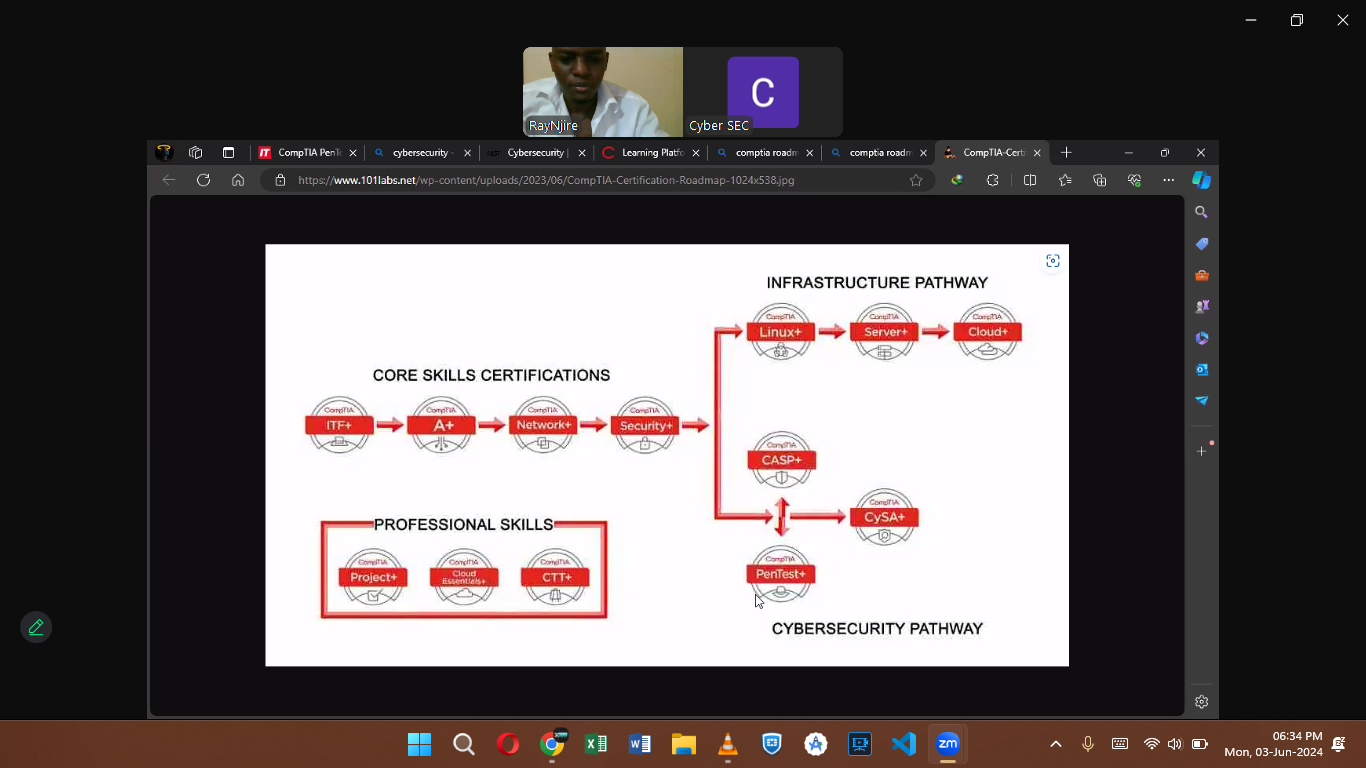 C
RayNjire
Cyber SEC
CompTIA PenTe
cybersecurity -
Cybersecurity |
Learning Platfo
comptia roadm
comptia roadm
CompTIA-Certi
https://www.101labs.net/wp-content/uploads/2023/06/CompTIA-Certification-Roadmap-1024x538.jpg
INFRASTRUCTURE PATHWAY
CompTIA
Linux+
CompTIA
Server+
CompTIA
Cloud+
CORE SKILLS CERTIFICATIONS
CompTIA
ITF+
CompTIA
A+
CompTIA
Network+
CompTIA
Security+
CompTIA
CASP+
CompTIA
CySA+
CompTIA
PenTest+
CYBERSECURITY PATHWAY
PROFESSIONAL SKILLS
CompTIA
Project+
CompTIA
Cloud
Essentials+
CompTIA
CTT+
zm
06:34 PM
Mon, 03-Jun-2024